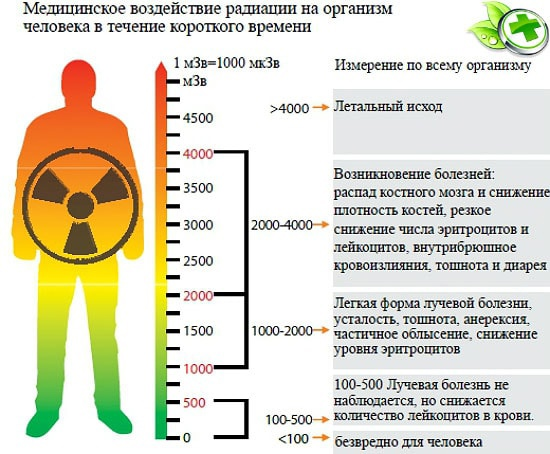 Медицинское воздействие радиации на организм
человека в течение короткого времени
1 мЗв=1000 мкЗв
мЗв
4500
4000
3500
3000
2500
2000
1500
1000
500
0
Измерение по всему организму
>4000
Летальный исход
2000-4000
Возникновение болезней:
распад костного мозга и снижение
плотность костей, резкое
снижение числа эритроцитов и
лейкоцитов, внутрибрюшное
кровоизлияния, тошнота и диарея
1000-2000
Легкая форма лучевой болезни,
усталость, тошнота, анерексия,
частичное облысение, снижение
уровня эритроцитов
100-500
100-500 Лучевая болезнь не
наблюдается, но снижается
количество лейкоцитов в крови.
<100
безвредно для человека